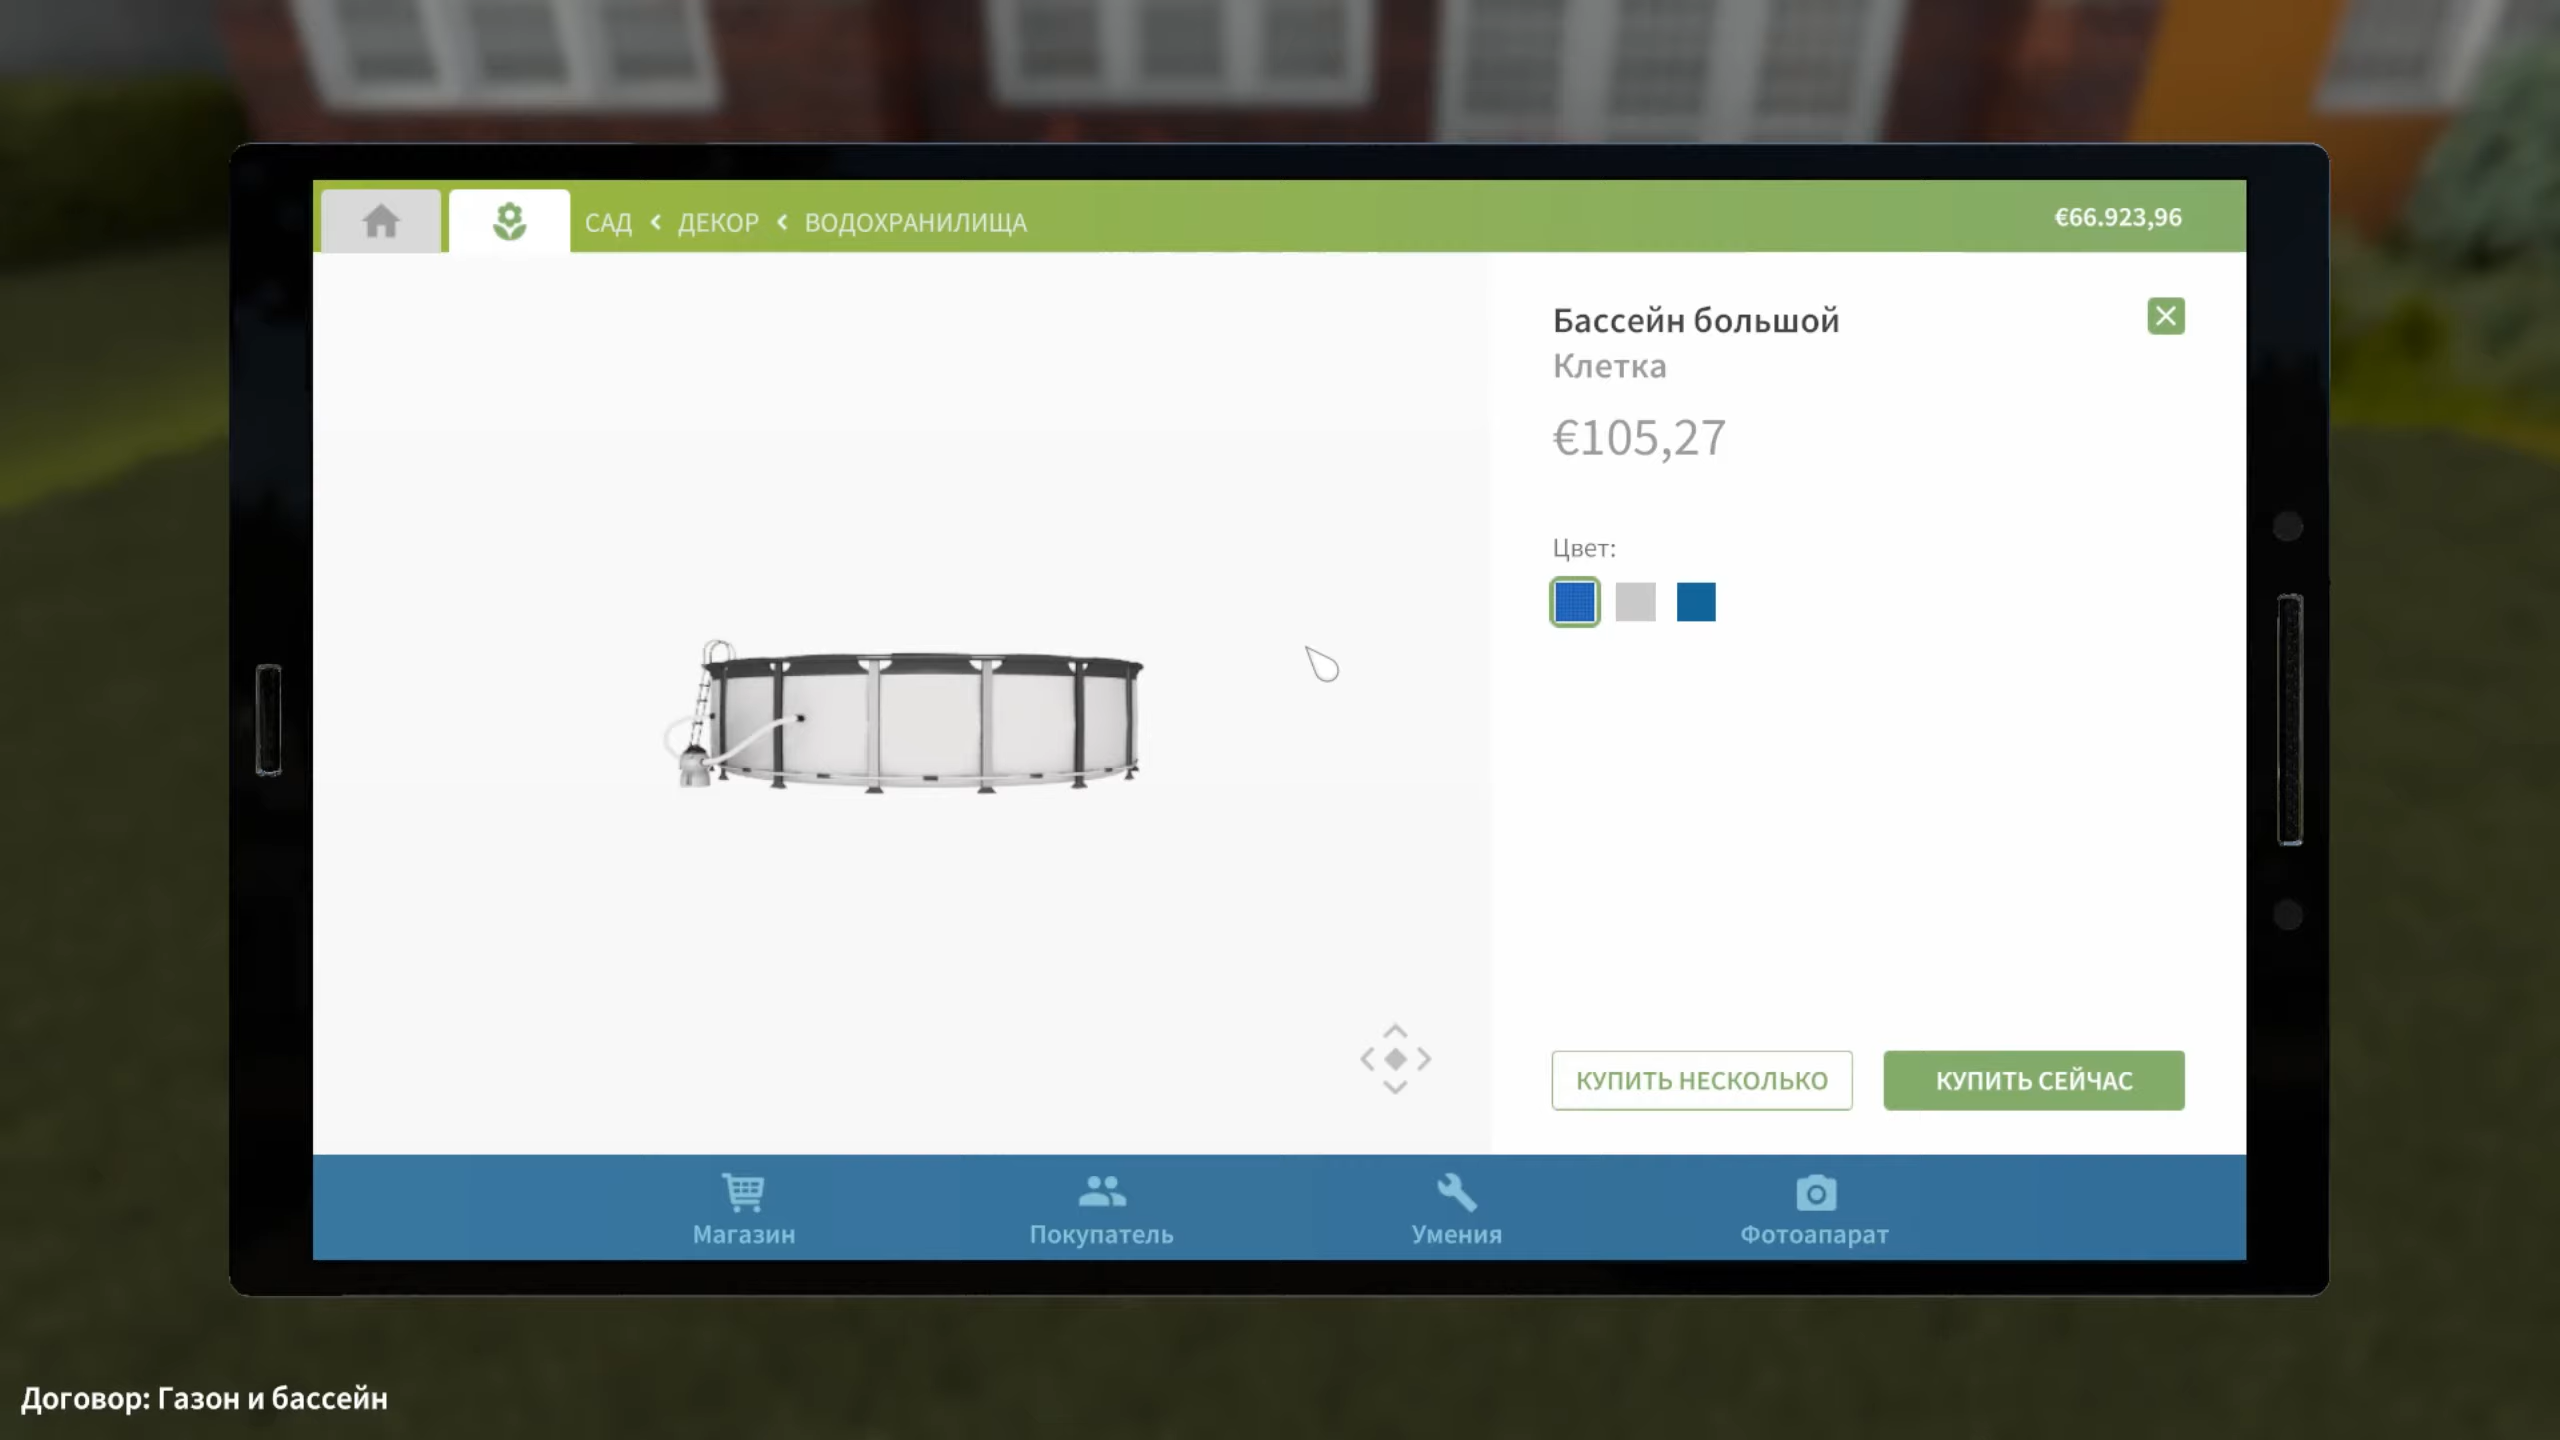 САД < ДЕКОР < ВОДОХРАНИЛИЩА
€66.923,96
Бассейн большой
Клетка
€105,27
Цвет:
КУПИТЬ НЕСКОЛЬКО
КУПИТЬ СЕЙЧАС
Магазин
Покупатель
Умения
Фотоапарат
Договор: Газон и бассейн